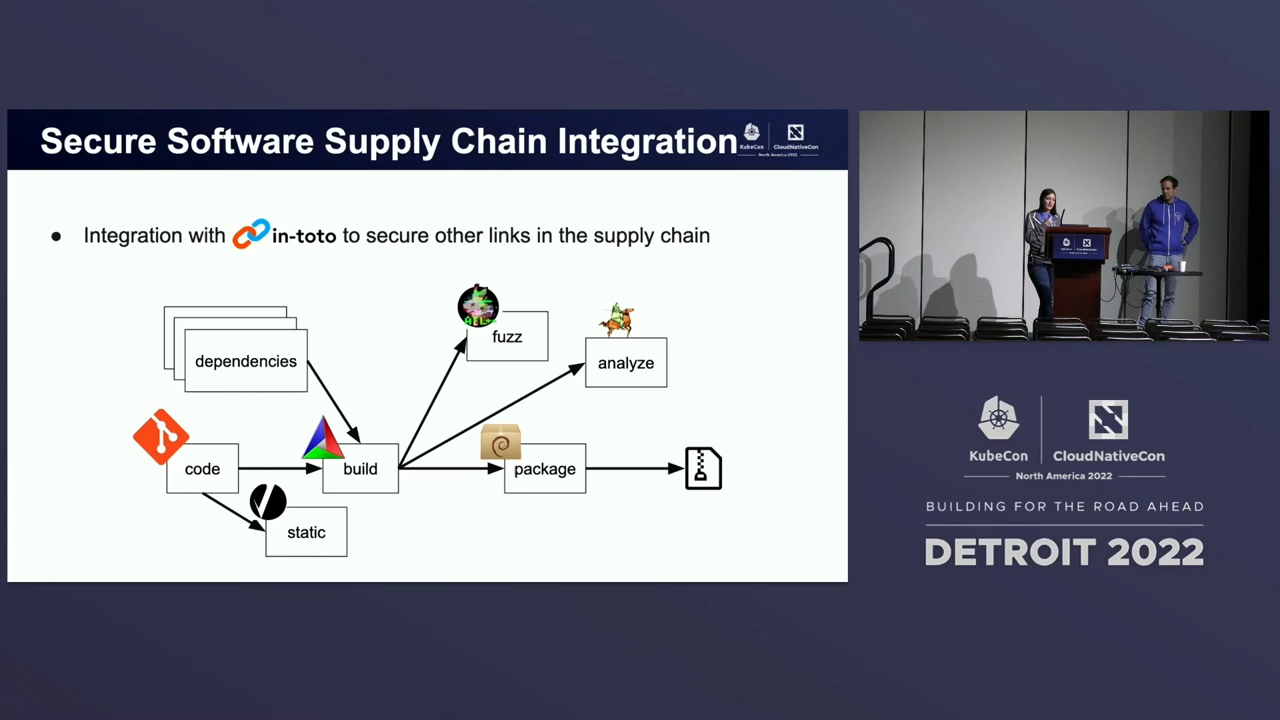 Secure Software Supply Chain Integration
KubeCon
CloudNativeCon
North America 2022
● Integration with in-toto to secure other links in the supply chain
AFL++
fuzz
dependencies
analyze
code
build
package
static
KubeCon
CloudNativeCon
North America 2022
BUILDING FOR THE ROAD AHEAD
DETROIT 2022